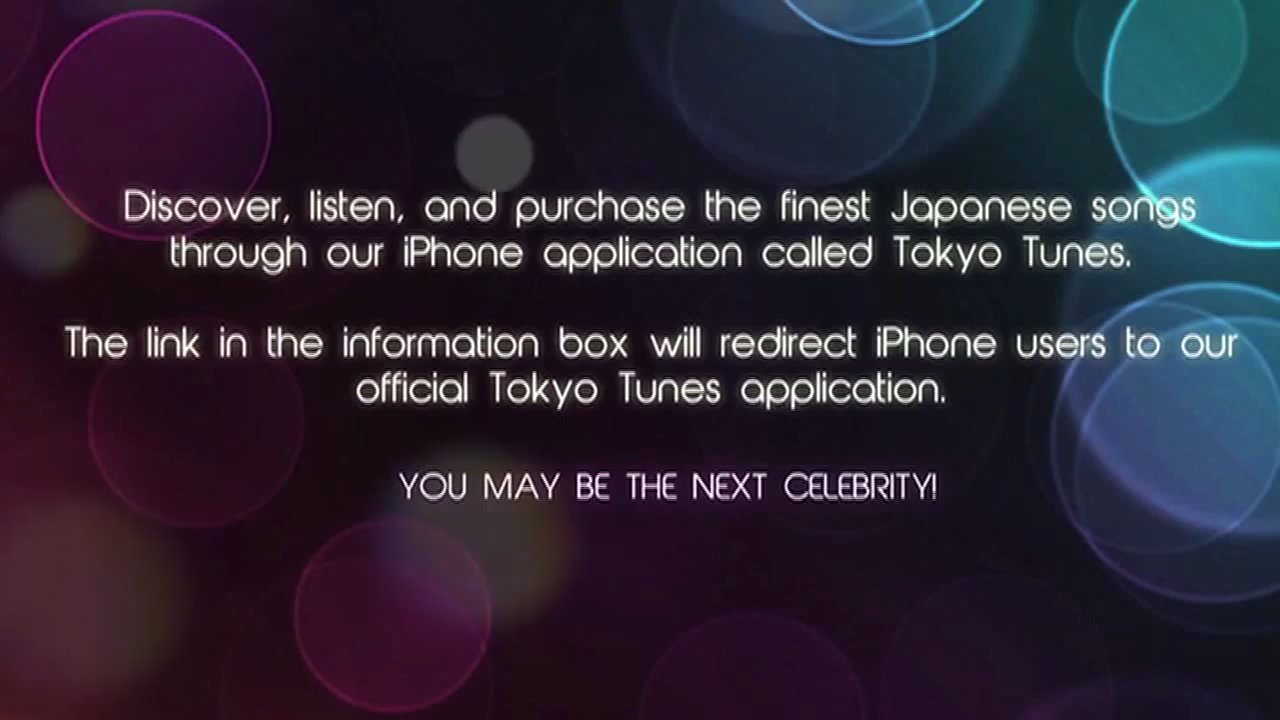 Discover, listen, and purchase the finest Japanese songs
through our iPhone application called Tokyo Tunes.
The link in the information box will redirect iPhone users to our
official Tokyo Tunes application.
YOU MAY BE THE NEXT CELEBRITY!